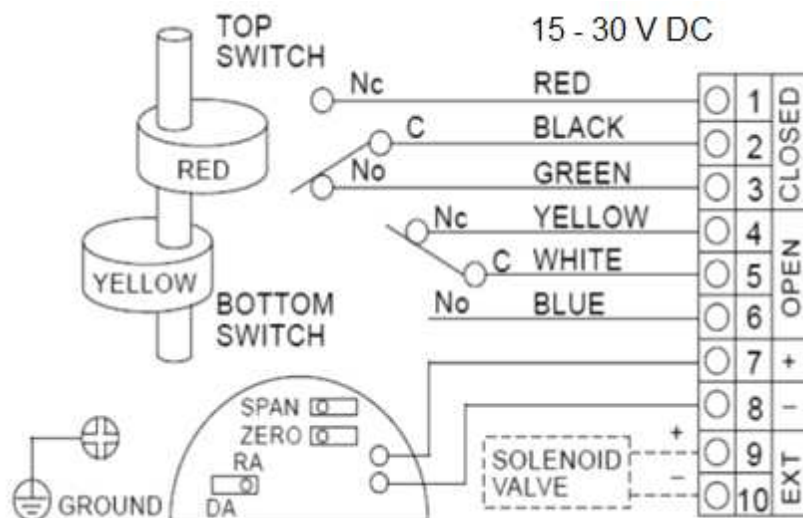 TOP
SWITCH
15 - 30 V DC
Nc RED 1
C BLACK 2
No GREEN 3
CLOSED
RED
Nc YELLOW 4
C WHITE 5
No BLUE 6
OPEN
YELLOW
BOTTOM
SWITCH
7 +
8 -
SPAN
ZERO
RA
DA
GROUND
SOLENOID
VALVE
+ 9
- 10
EXT